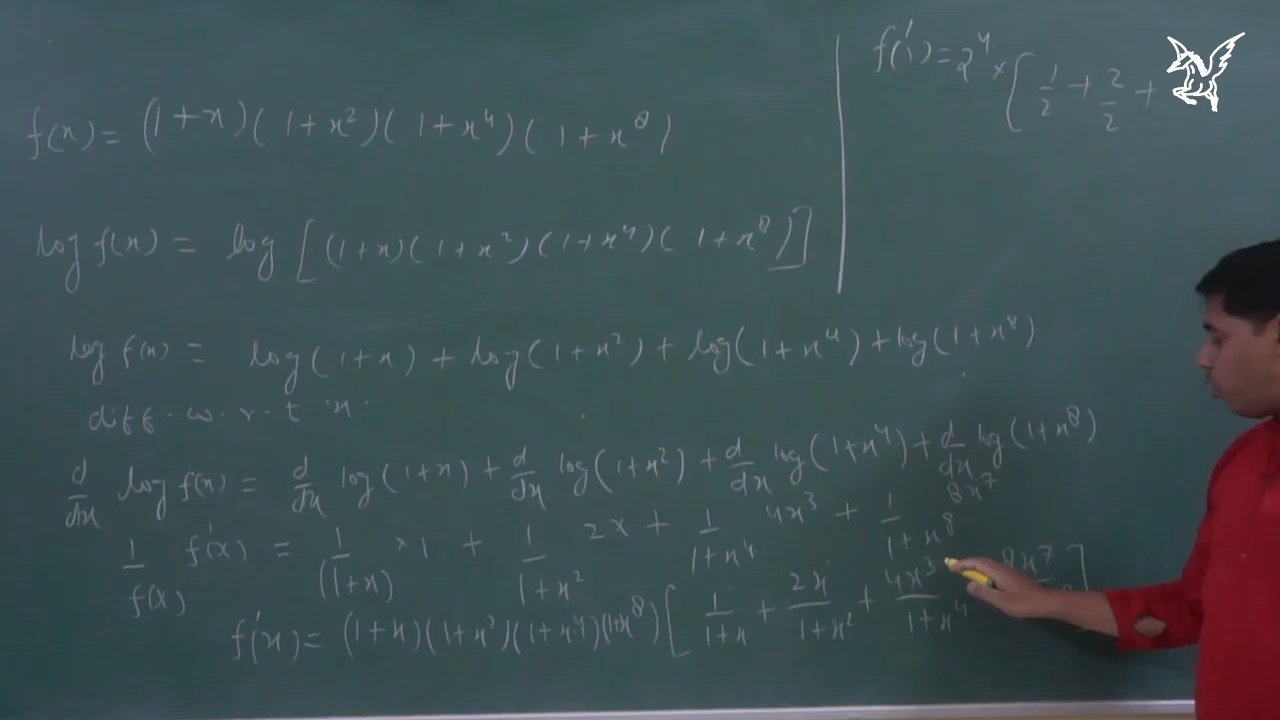 f(x) = (1+x)(1+x²)(1+x⁴)(1+x⁸)
log f(x) = log [(1+x)(1+x²)(1+x⁴)(1+x⁸)]
log f(x) = log(1+x) + log(1+x²) + log(1+x⁴) + log(1+x⁸)
diff. w.r.t 'x'.
d/dx log f(x) = d/dx log(1+x) + d/dx log(1+x²) + d/dx log(1+x⁴) + d/dx log(1+x⁸)
1/f(x) f'(x) = 1/(1+x) × 1 + 1/1+x² 2x + 1/1+x⁴ 4x³ + 1/1+x⁸ 8x⁷
f'(x) = (1+x)(1+x²)(1+x⁴)(1+x⁸) [1/1+x + 2x/1+x² + 4x³/1+x⁴ 8x⁷ ]
f'(1) = 2⁴ × [1/2 + 2/2 +